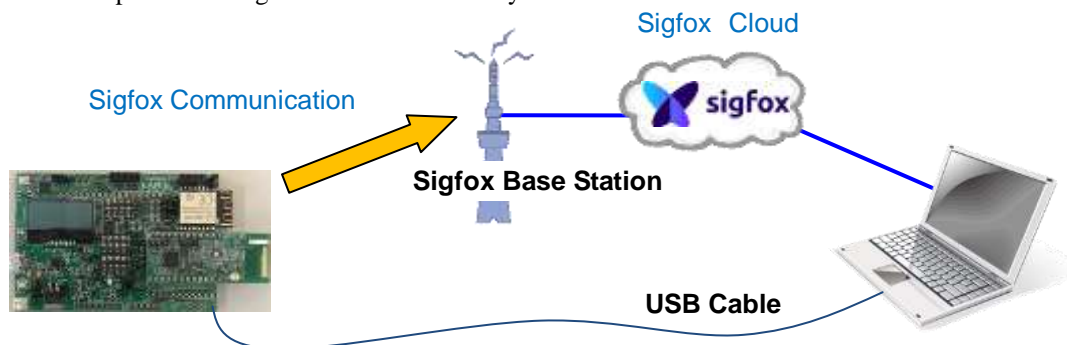 Sigfox Cloud
Sigfox Communication
sigfox
Sigfox Base Station
USB Cable